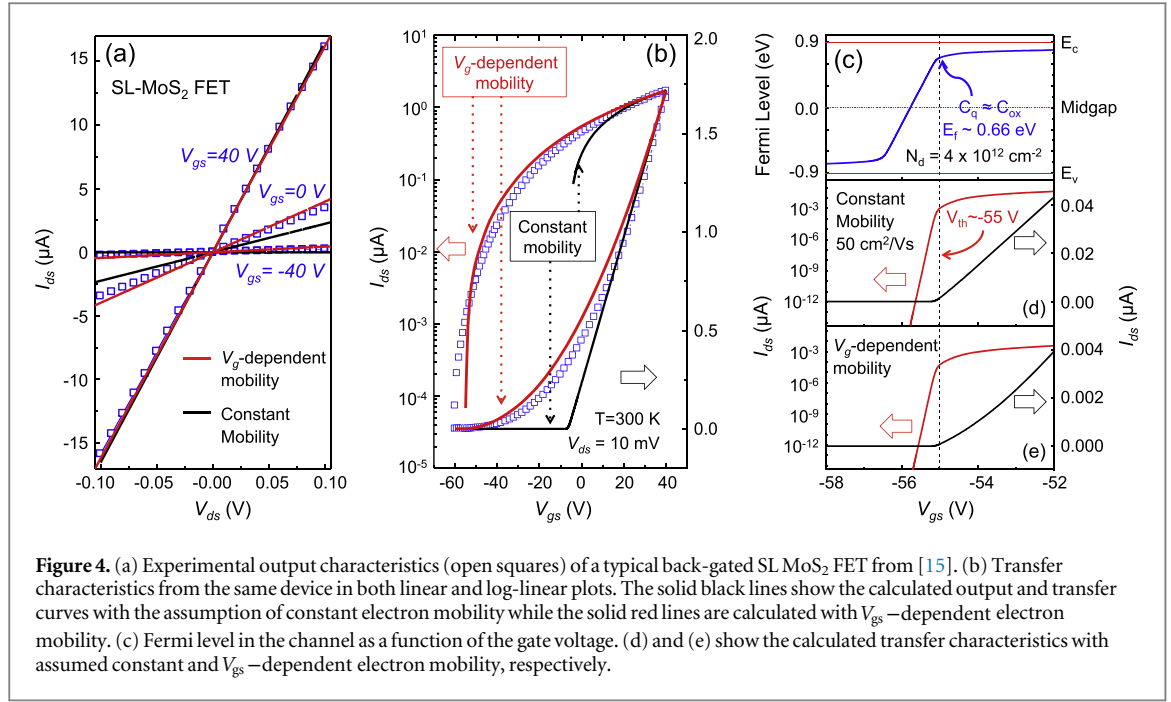 (a)
SL-MoS2 FET
Vgs=40 V
Vgs=0 V
Vgs= -40 V
Vg-dependent
mobility
Constant
Mobility
15
10
5
0
-5
-10
-15
Ids (µA)
-0.10 -0.05 -0.00 0.05 0.10
Vds (V)
(b)
Vg-dependent
mobility
Constant
mobility
T=300 K
Vds = 10 mV
10^1
10^0
10^-1
10^-2
10^-3
10^-4
10^-5
Ids (µA)
2.0
1.5
1.0
0.5
0.0
-60 -40 -20 0 20 40
Vgs (V)
(c)
0.9
0.0
-0.9
Fermi Level (eV)
Ec
Midgap
Ev
Cq ≈ Cox
Ef ~ 0.66 eV
Nd = 4 x 10^12 cm^-2
Constant
Mobility
50 cm^2/Vs
Vth~-55 V
(d)
10^-3
10^-6
10^-9
10^-12
0.04
0.02
0.00
Ids (µA)
Ids (µA)
Vg-dependent
mobility
(e)
10^-3
10^-6
10^-9
10^-12
0.004
0.002
0.000
-58 -56 -54 -52
Vgs (V)
Figure 4. (a) Experimental output characteristics (open squares) of a typical back-gated SL MoS2 FET from [15]. (b) Transfer
characteristics from the same device in both linear and log-linear plots. The solid black lines show the calculated output and transfer
curves with the assumption of constant electron mobility while the solid red lines are calculated with Vgs –dependent electron
mobility. (c) Fermi level in the channel as a function of the gate voltage. (d) and (e) show the calculated transfer characteristics with
assumed constant and Vgs –dependent electron mobility, respectively.